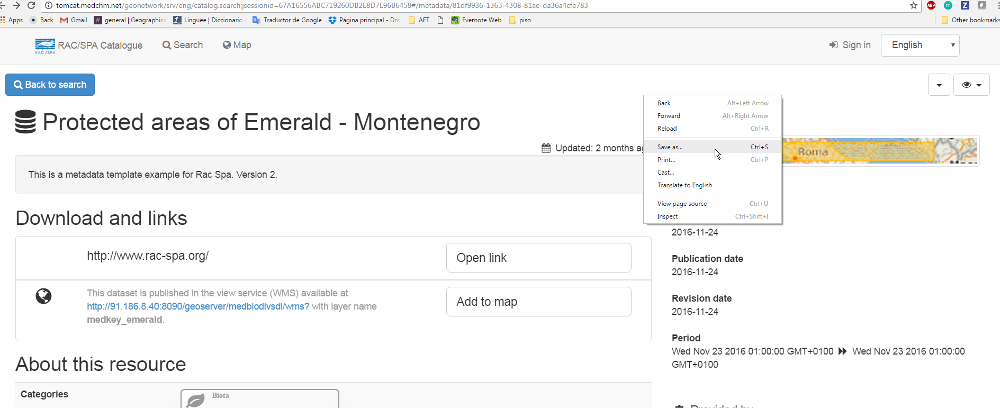 tomcat.medchm.net/geonetwork/srv/eng/catalog.search;jsessionid=67A16556ABC719260DB2E8D7E96B6458#/metadata/81df9936-1363-4308-81ae-da36a4cfe783
ABP m Z
Apps Back Gmail # general | Geographica Linguee | Diccionario Traductor de Google Página principal - Dro AET Evernote Web piso Other bookmarks
RAC/SPA RAC/SPA Catalogue Search Map Sign in English
Back to search
Protected areas of Emerald - Montenegro
Updated: 2 months ag
This is a metadata template example for Rac Spa. Version 2.
Back Alt+Left Arrow
Forward Alt+Right Arrow
Reload Ctrl+R
Save as... Ctrl+S
Print... Ctrl+P
Cast...
Translate to English
View page source Ctrl+U
Inspect Ctrl+Shift+I
Roma
Download and links
http://www.rac-spa.org/ Open link
This dataset is published in the view service (WMS) available at
http://91.186.8.40:8090/geoserver/medbiodivsdi/wms? with layer name
medkey_emerald.
Add to map
About this resource
Categories Biota
2016-11-24
Publication date
2016-11-24
Revision date
2016-11-24
Period
Wed Nov 23 2016 01:00:00 GMT+0100 Wed Nov 23 2016 01:00:00
GMT+0100
Provided by